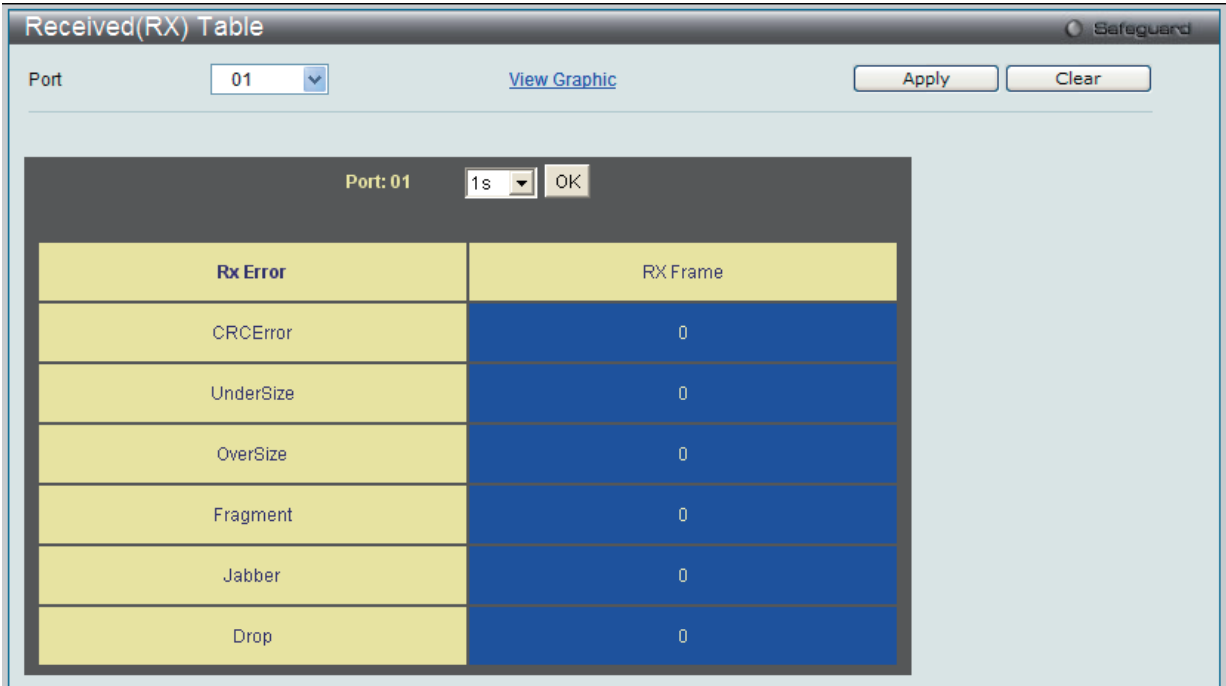 Received(RX) Table
Safeguard
Port 01 View Graphic Apply Clear
Port: 01 1s OK
Rx Error RX Frame
CRCError 0
UnderSize 0
OverSize 0
Fragment 0
Jabber 0
Drop 0